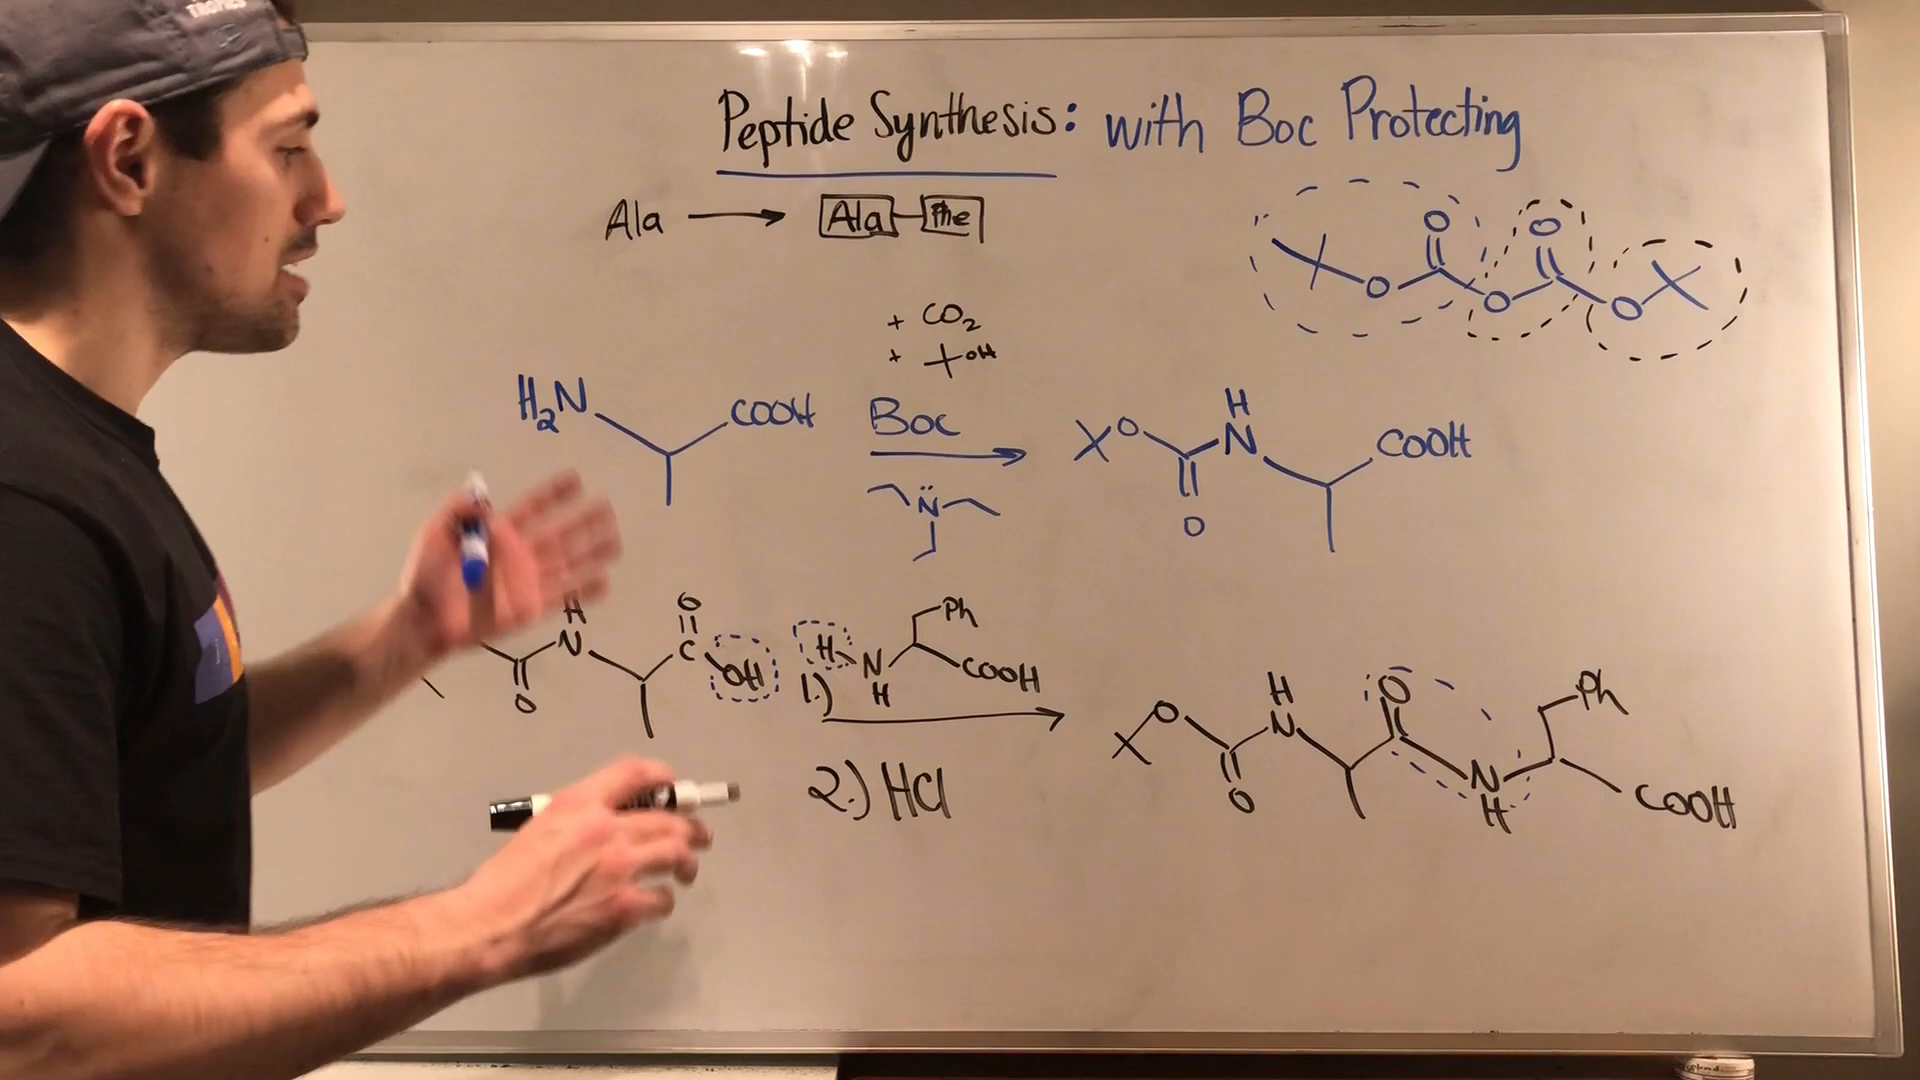 TROPICS
Peptide Synthesis: with Boc Protecting
Ala → Ala-Phe
O O
O O O
+ CO2
+ OH
H2N COOH Boc
N
O H N COOH
O
H N O C OH
O
H N H Ph COOH
1.)
2.) HCl
O H N O N H Ph COOH
O